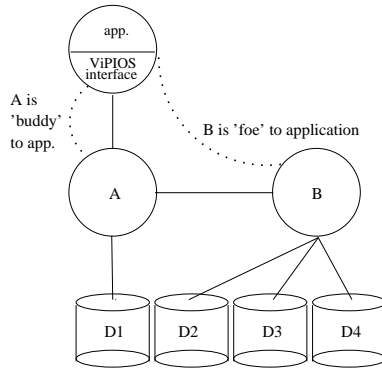 app.
ViPIOS
interface
A is
'buddy'
to app.
B is 'foe' to application
A
B
D1
D2
D3
D4